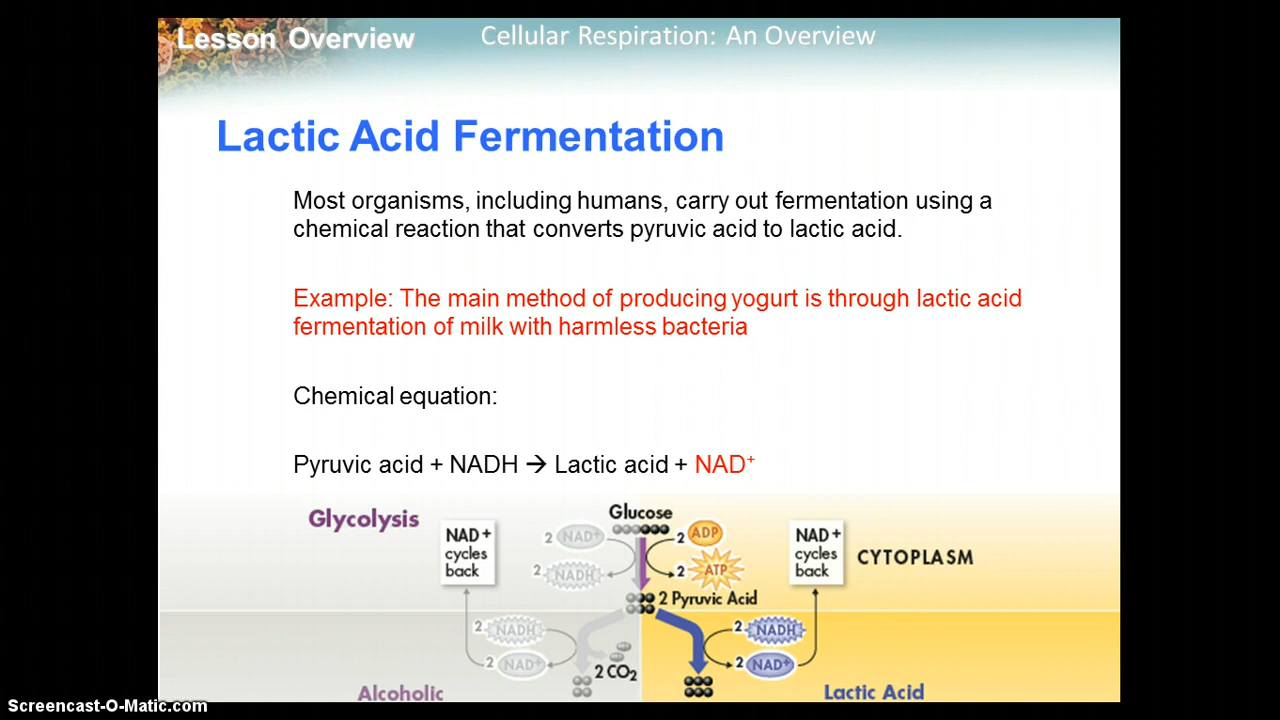 Lesson Overview
Cellular Respiration: An Overview
Lactic Acid Fermentation
Most organisms, including humans, carry out fermentation using a
chemical reaction that converts pyruvic acid to lactic acid.
Example: The main method of producing yogurt is through lactic acid
fermentation of milk with harmless bacteria
Chemical equation:
Pyruvic acid + NADH → Lactic acid + NAD⁺
Glycolysis
NAD +
cycles
back
2 NAD+
2 NADH
Glucose
2 ADP
2 ATP
NAD +
cycles
back
CYTOPLASM
2 Pyruvic Acid
2 NADH
2 NAD+
2 CO₂
2 NADH
2 NAD+
Alcoholic
Lactic Acid
Screencast-O-Matic.com